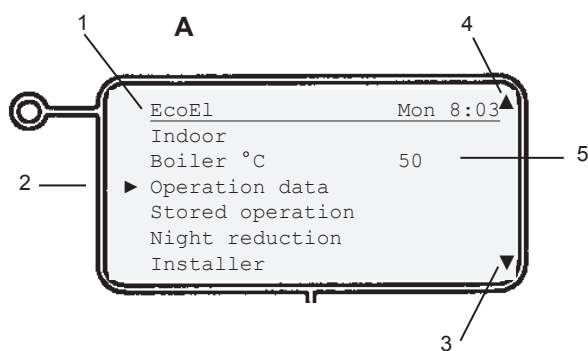 1 A 4
EcoEl Mon 8:03 ▲
Indoor
Boiler °C 50 5
2 ► Operation data
Stored operation
Night reduction
Installer ▼
3